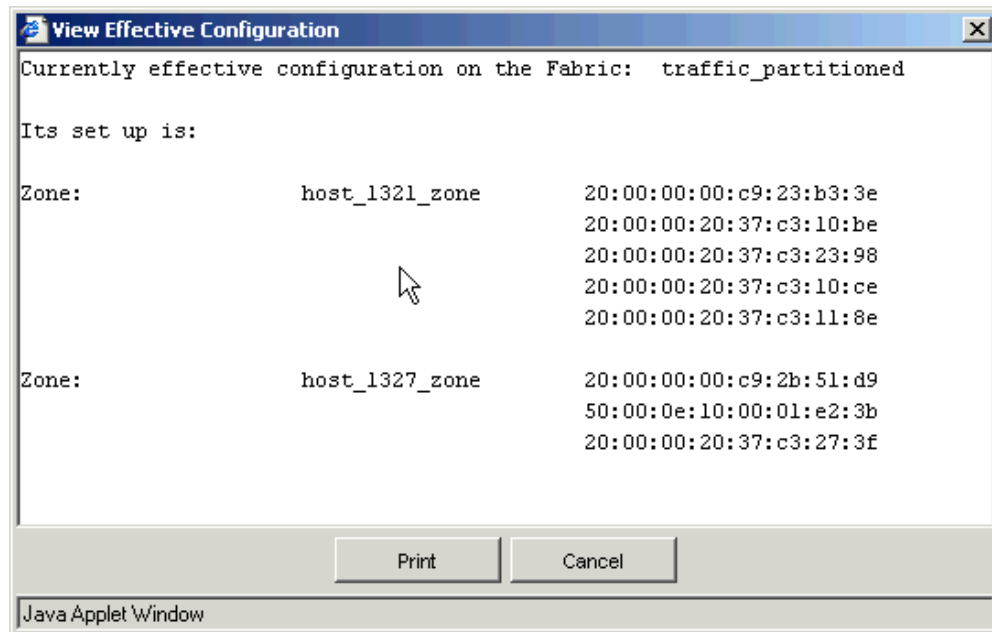 View Effective Configuration
Currently effective configuration on the Fabric: traffic_partitioned
Its set up is:
Zone: host_1321_zone 20:00:00:00:c9:23:b3:3e
20:00:00:20:37:c3:10:be
20:00:00:20:37:c3:23:98
20:00:00:20:37:c3:10:ce
20:00:00:20:37:c3:11:8e
Zone: host_1327_zone 20:00:00:00:c9:2b:51:d9
50:00:0e:10:00:01:e2:3b
20:00:00:20:37:c3:27:3f
Print Cancel
Java Applet Window